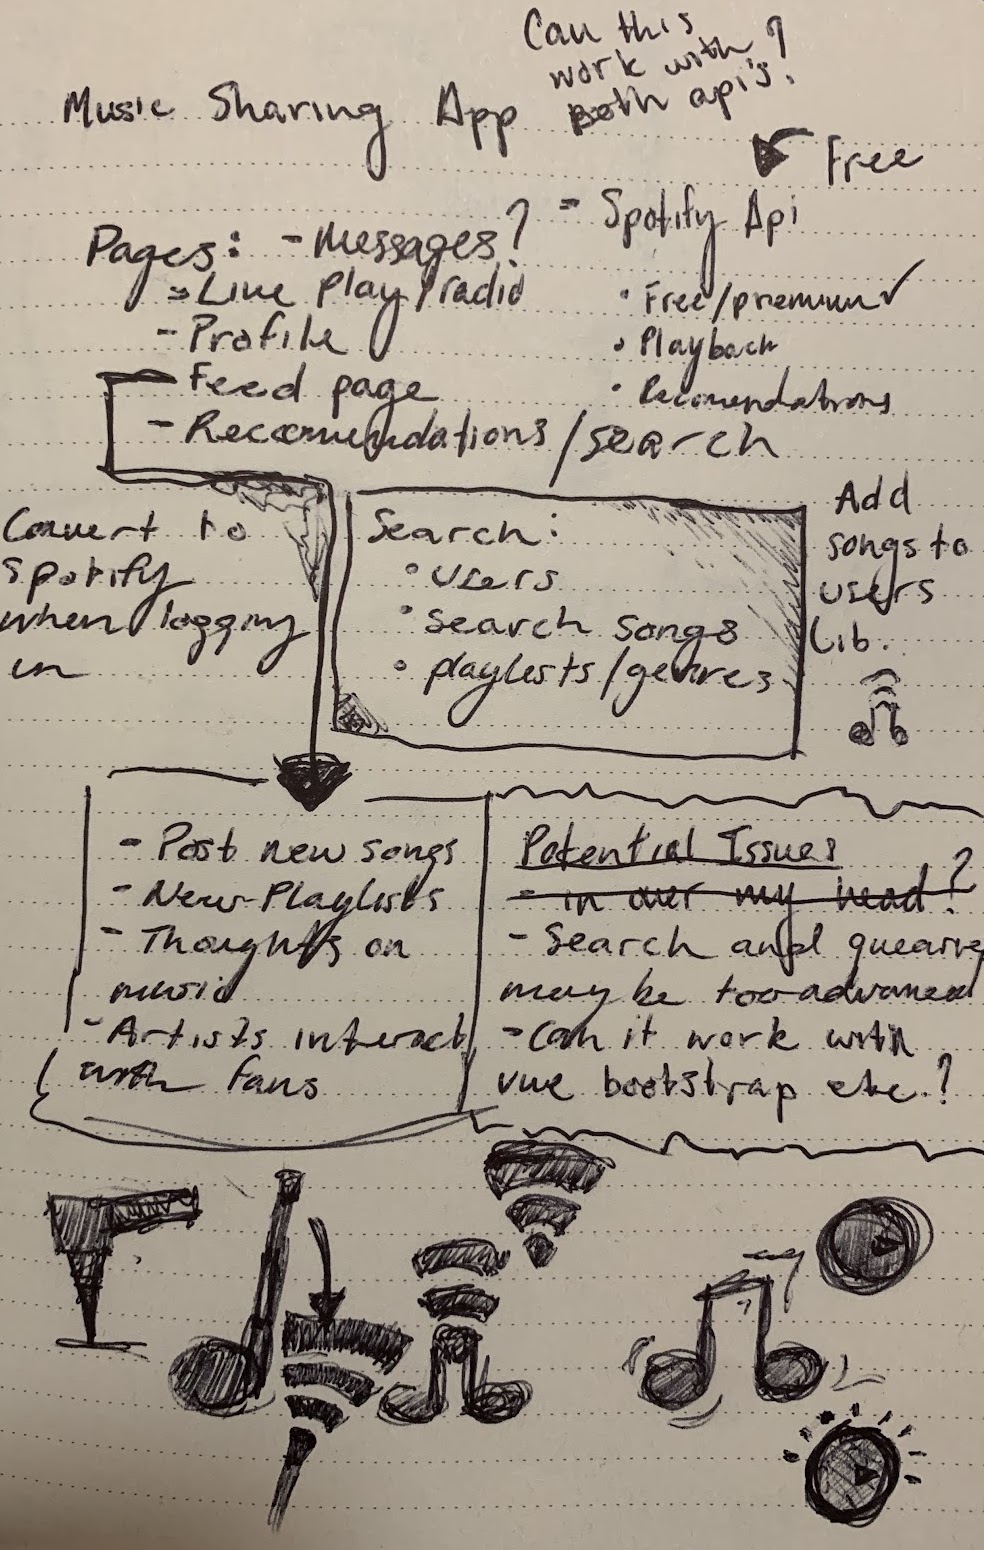 Can this
work with
Both api's?
Music Sharing App
Free
- Spotify Api
• Free/premium ✓
• Playback
• Recomendations
Pages: - Messages?
- Live Play/radio
- Profile
- Feed page
- Reccomendations/search
Convert to
spotify
when logging
in
Search:
• users
• Search songs
• playlists/genres
Add
songs to
users
Lib.
- Post new songs
- New Playlists
- Thoughts on
music
- Artists interact
with fans
Potential Issues
- in over my head?
- Search and
may be too advanced
- Can it work with
vue bootstrap etc.?